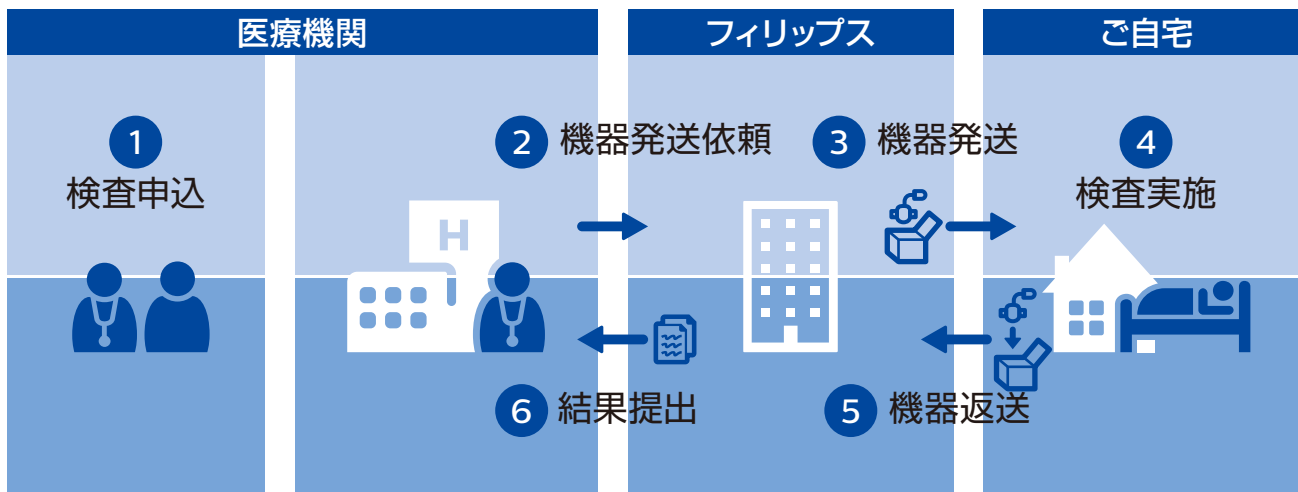 医療機関
フィリップス
ご自宅
1
検査申込
2 機器発送依頼
3 機器発送
4
検査実施
H
6 結果提出
5 機器返送